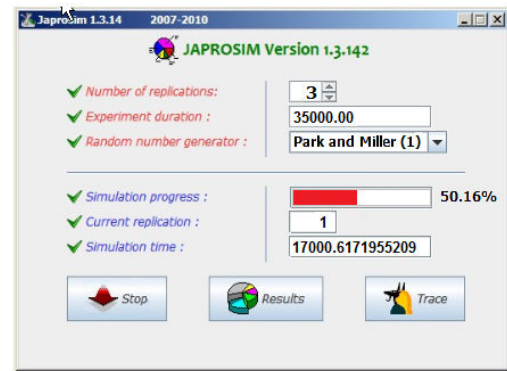 Japrosim 1.3.14 2007-2010
JAPROSIM Version 1.3.142
Number of replications: 3
Experiment duration : 35000.00
Random number generator : Park and Miller (1)
Simulation progress : 50.16%
Current replication : 1
Simulation time : 17000.6171955209
Stop Results Trace